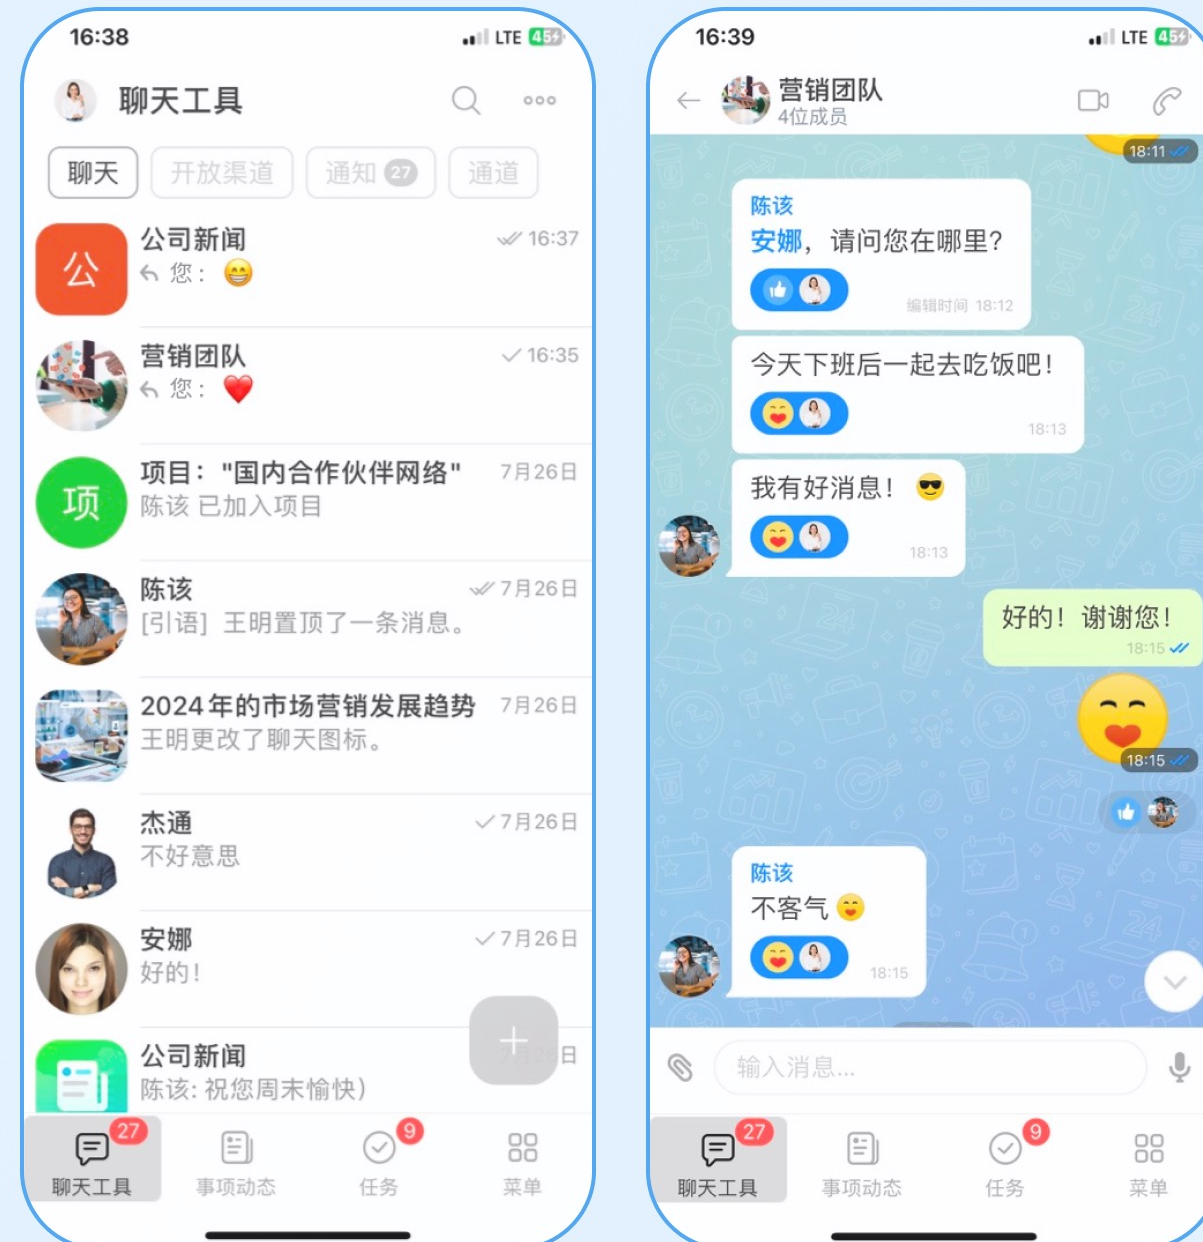 16:38
LTE 45
聊天工具
聊天 开放渠道 通知 27 通道
公
公司新闻 16:37
您：
营销团队 16:35
您：
项
项目："国内合作伙伴网络" 7月26日
陈该 已加入项目
陈该 7月26日
[引语] 王明置顶了一条消息。
2024年的市场营销发展趋势 7月26日
王明更改了聊天图标。
杰通 7月26日
不好意思
安娜 7月26日
好的！
公司新闻 日
陈该: 祝您周末愉快）
27 9
聊天工具 事项动态 任务 菜单
16:39
LTE 45
营销团队
4位成员
18:11
陈该
安娜，请问您在哪里？
编辑时间 18:12
今天下班后一起去吃饭吧！
18:13
我有好消息！
18:13
好的！谢谢您！
18:15
18:15
陈该
不客气
18:15
输入消息...
27 9
聊天工具 事项动态 任务 菜单